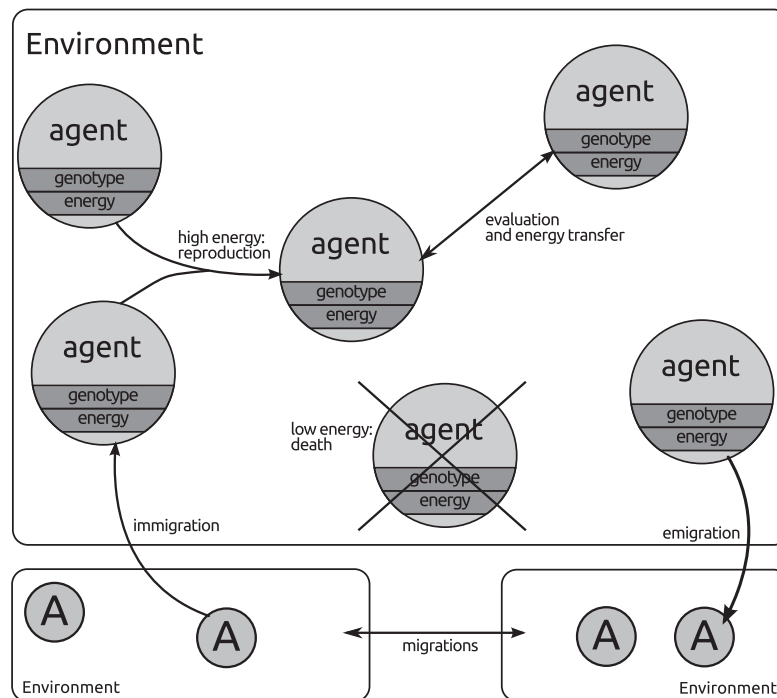 Environment
agent
genotype
energy
agent
genotype
energy
evaluation
and energy transfer
high energy:
reproduction
agent
genotype
energy
agent
genotype
energy
agent
genotype
energy
low energy:
death
agent
genotype
energy
immigration
emigration
A
A
migrations
A
A
Environment
Environment